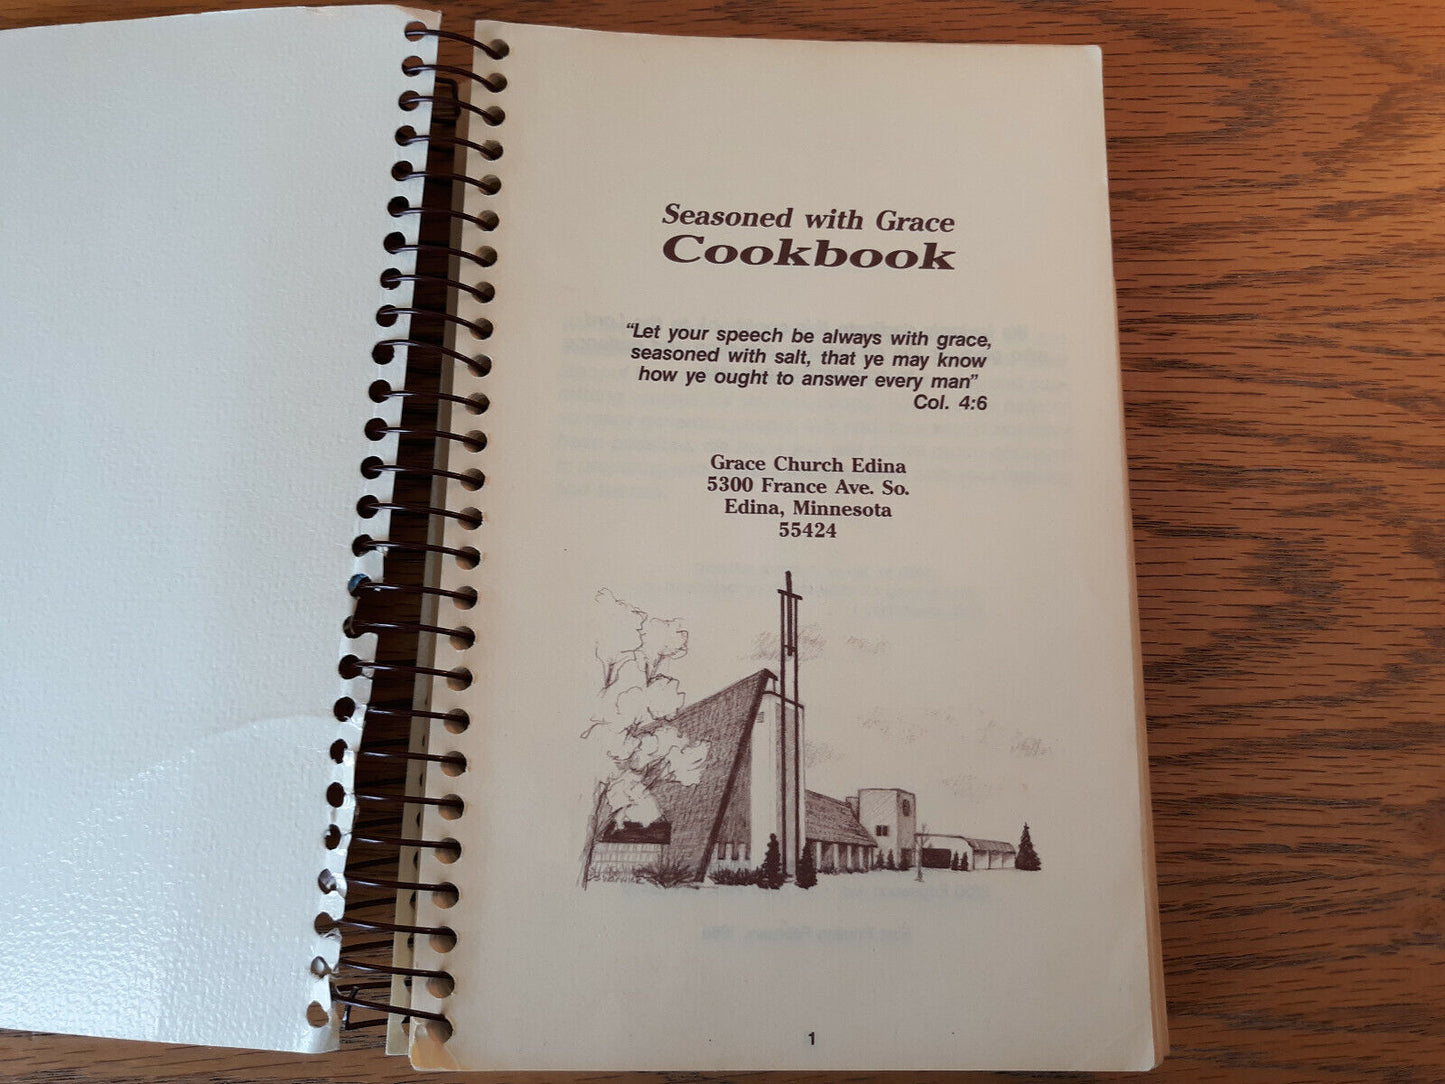 Seasoned with Grace
Cookbook
“Let your speech be always with grace,
seasoned with salt, that ye may know
how ye ought to answer every man”
Col. 4:6
Grace Church Edina
5300 France Ave. So.
Edina, Minnesota
55424
1